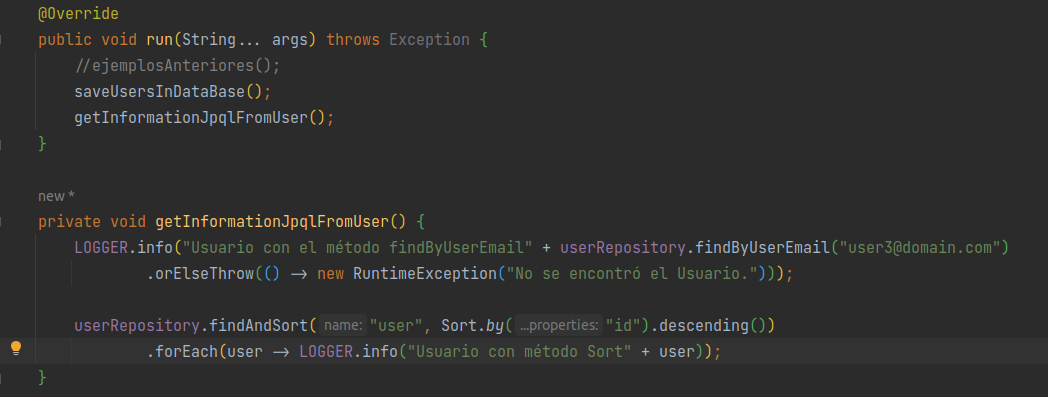 @Override
public void run(String... args) throws Exception {
//ejemplosAnteriores();
saveUsersInDataBase();
getInformationJpqlFromUser();
}
new *
private void getInformationJpqlFromUser() {
LOGGER.info("Usuario con el método findByUserEmail" + userRepository.findByUserEmail("user3@domain.com")
.orElseThrow(() -> new RuntimeException("No se encontró el Usuario.")));
userRepository.findAndSort( name: "user", Sort.by( ...properties: "id").descending())
.forEach(user -> LOGGER.info("Usuario con método Sort" + user));
}